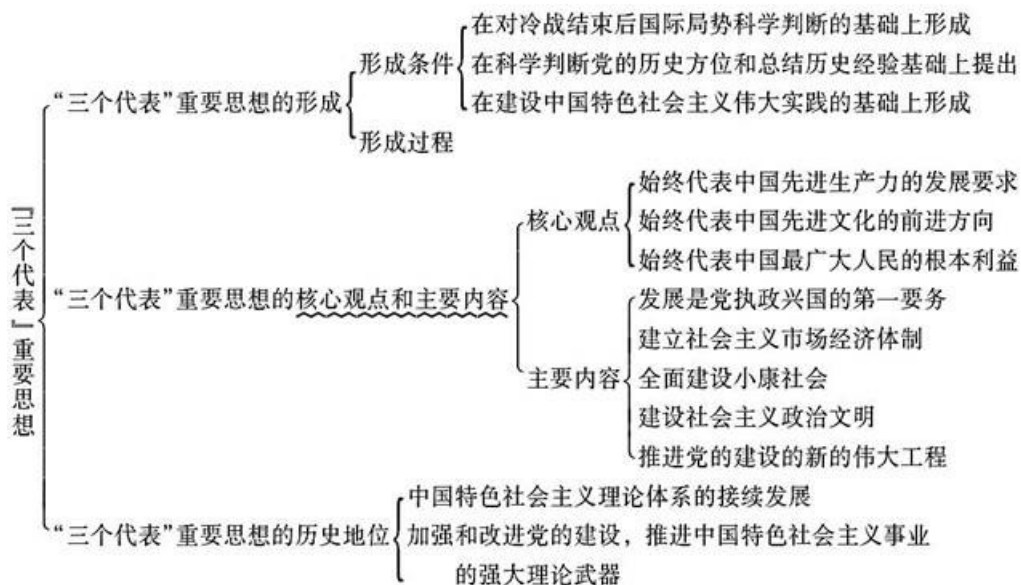 『三个代表』重要思想
“三个代表”重要思想的形成
形成条件
在对冷战结束后国际局势科学判断的基础上形成
在科学判断党的历史方位和总结历史经验基础上提出
在建设中国特色社会主义伟大实践的基础上形成
形成过程
“三个代表”重要思想的核心观点和主要内容
核心观点
始终代表中国先进生产力的发展要求
始终代表中国先进文化的前进方向
始终代表中国最广大人民的根本利益
主要内容
发展是党执政兴国的第一要务
建立社会主义市场经济体制
全面建设小康社会
建设社会主义政治文明
推进党的建设的新的伟大工程
“三个代表”重要思想的历史地位
中国特色社会主义理论体系的接续发展
加强和改进党的建设，推进中国特色社会主义事业
的强大理论武器